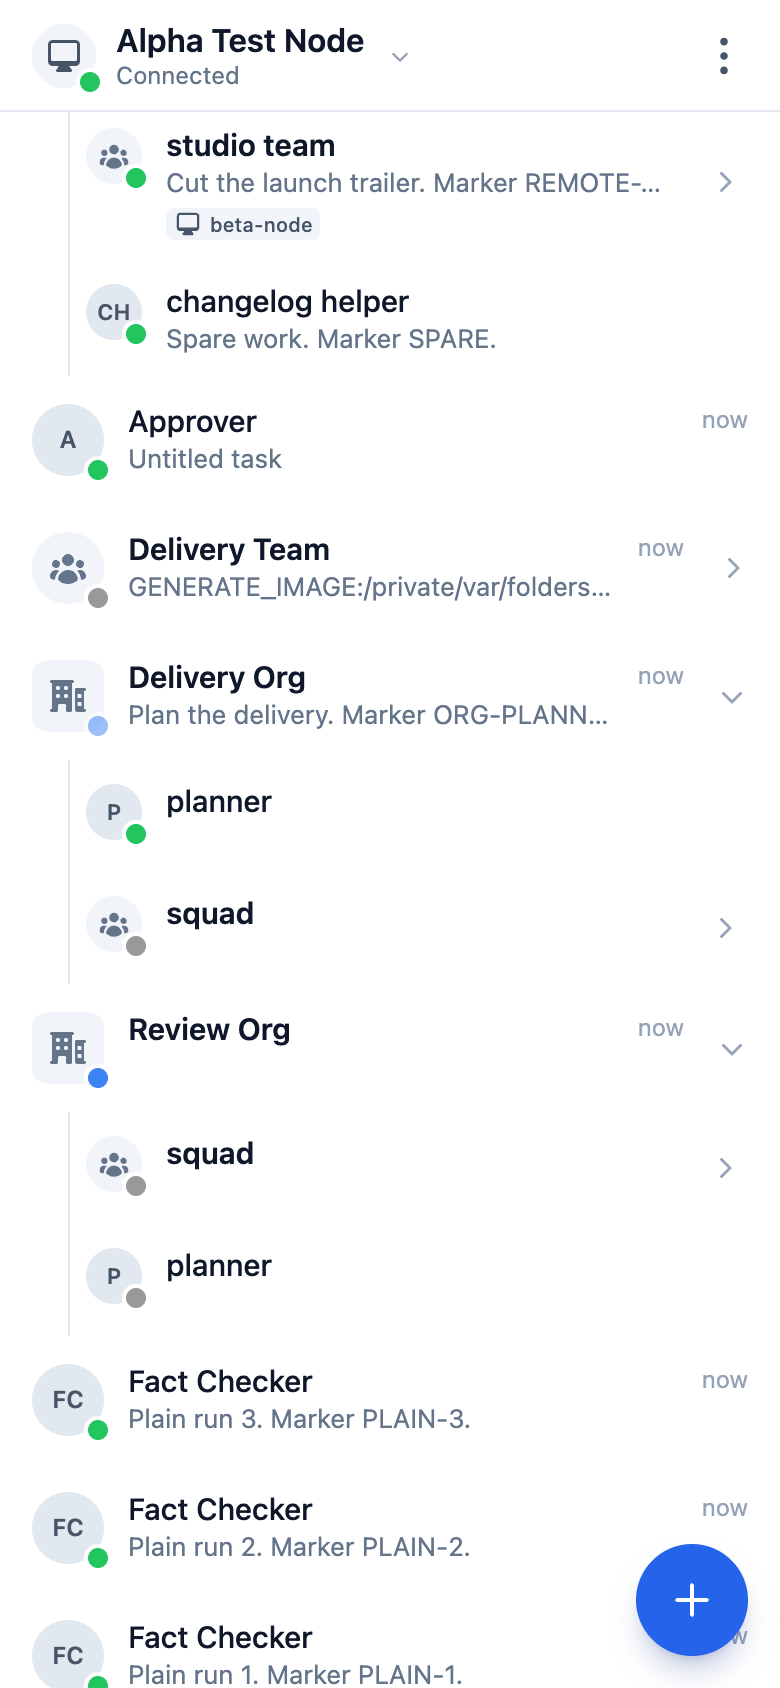 Alpha Test Node
Connected
studio team
Cut the launch trailer. Marker REMOTE-...
beta-node
CH
changelog helper
Spare work. Marker SPARE.
A
Approver
now
Untitled task
Delivery Team
now
GENERATE_IMAGE:/private/var/folders...
Delivery Org
now
Plan the delivery. Marker ORG-PLANN...
P
planner
squad
Review Org
now
squad
P
planner
FC
Fact Checker
now
Plain run 3. Marker PLAIN-3.
FC
Fact Checker
now
Plain run 2. Marker PLAIN-2.
FC
Fact Checker
Plain run 1. Marker PLAIN-1.